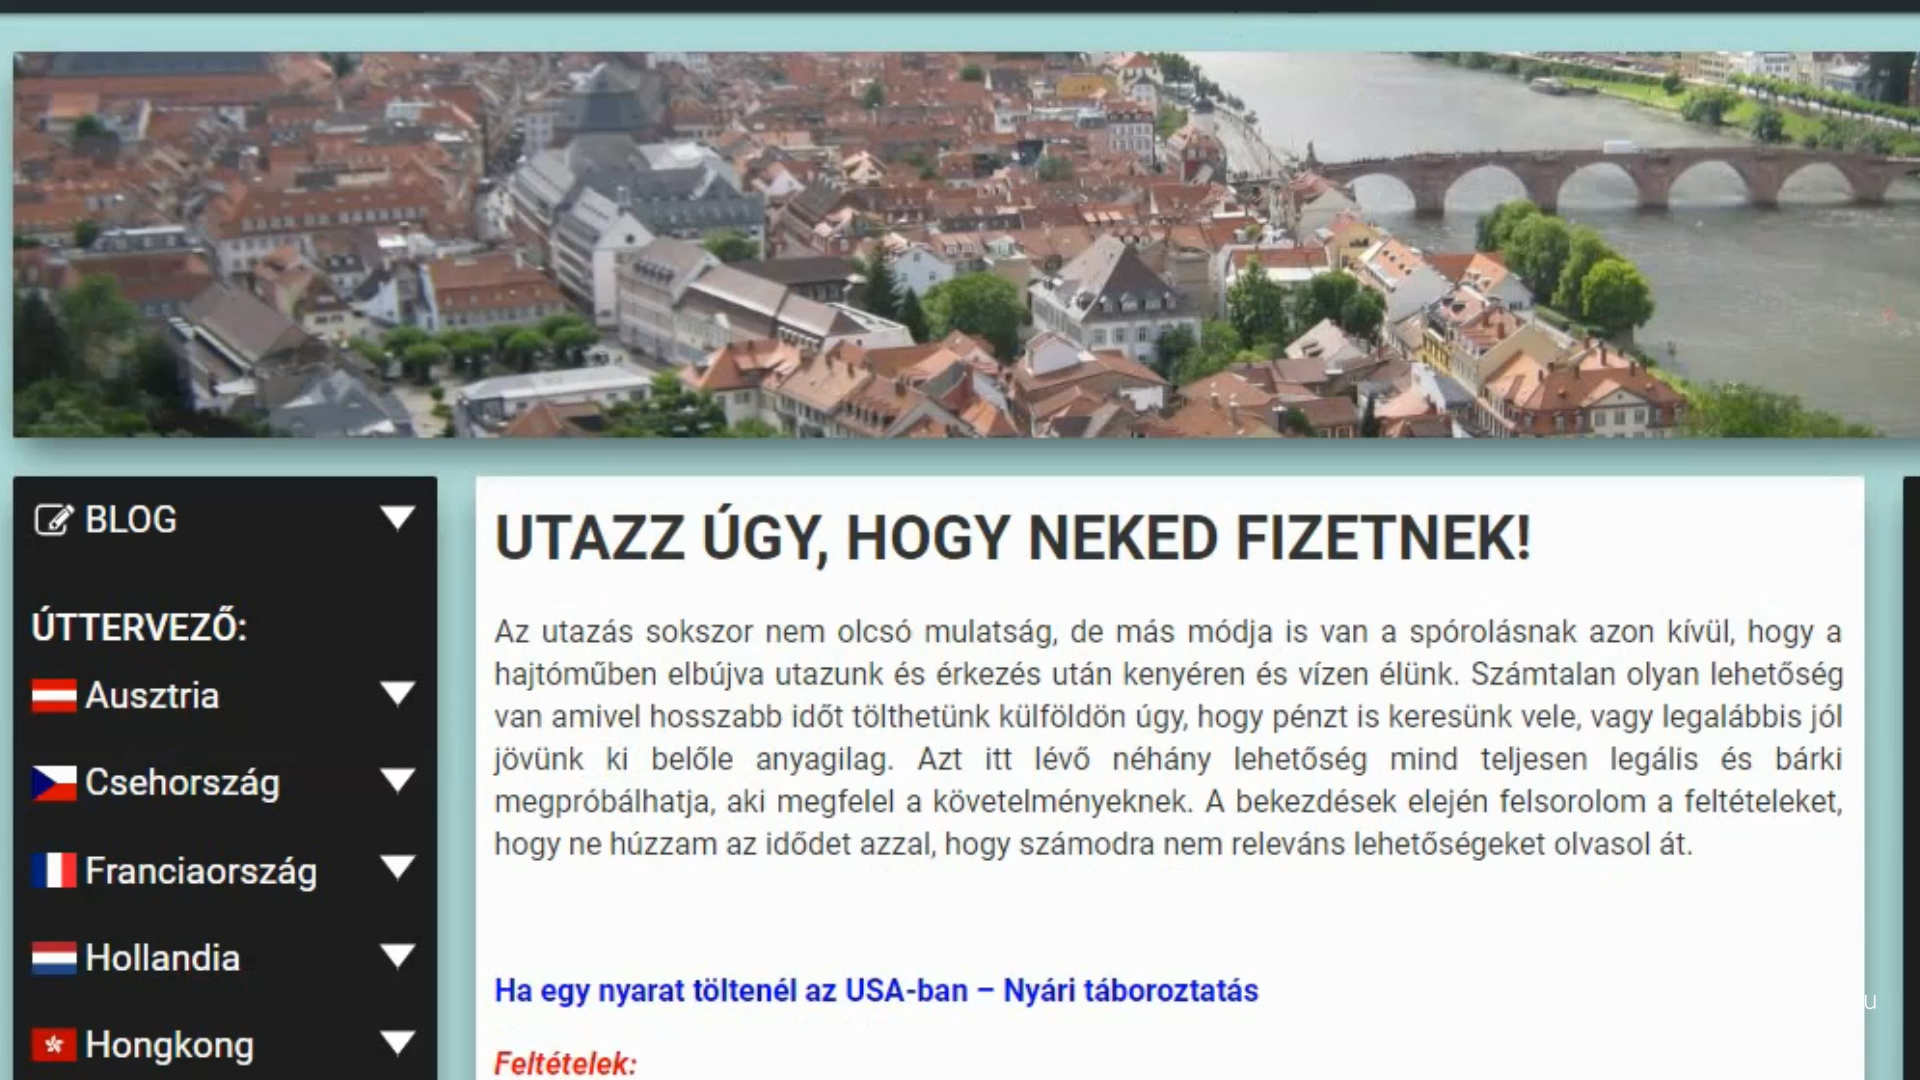 BLOG
ÚTTERVEZŐ:
Ausztria
Csehország
Franciaország
Hollandia
Hongkong
UTAZZ ÚGY, HOGY NEKED FIZETNEK!
Az utazás sokszor nem olcsó mulatság, de más módja is van a spórolásnak azon kívül, hogy a
hajtóműben elbújva utazunk és érkezés után kenyéren és vízen élünk. Számtalan olyan lehetőség
van amivel hosszabb időt tölthetünk külföldön úgy, hogy pénzt is keresünk vele, vagy legalábbis jól
jövünk ki belőle anyagilag. Azt itt lévő néhány lehetőség mind teljesen legális és bárki
megpróbálhatja, aki megfelel a követelményeknek. A bekezdések elején felsorolom a feltételeket,
hogy ne húzzam az idődet azzal, hogy számodra nem releváns lehetőségeket olvasol át.
Ha egy nyarat töltenél az USA-ban – Nyári táboroztatás
Feltételek: